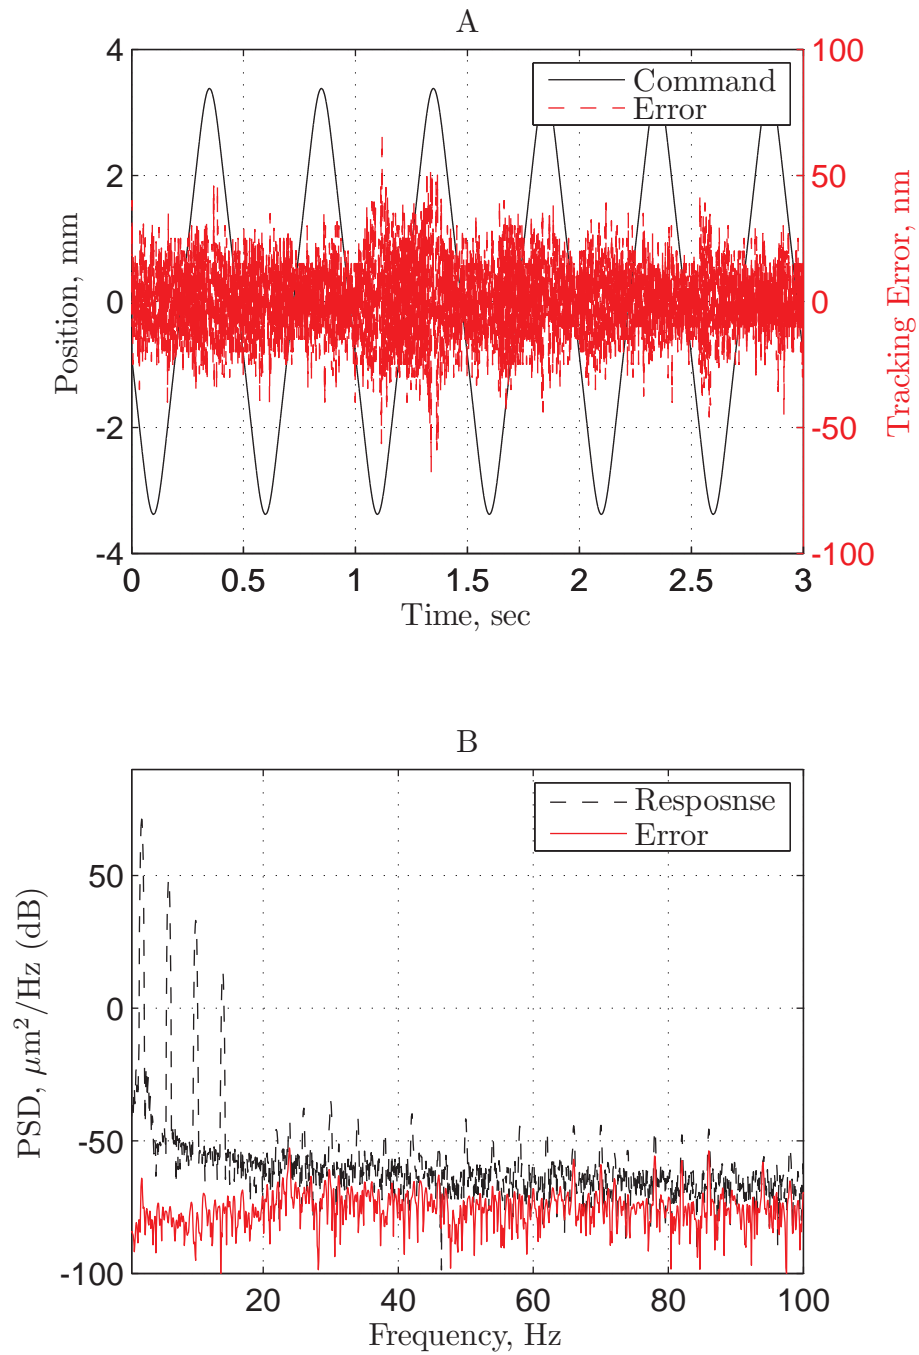 A
Command
Error
4
2
0
-2
-4
100
50
0
-50
-100
Position, mm
Tracking Error, nm
0
0.5
1
1.5
2
2.5
3
Time, sec
B
Resposnse
Error
50
0
-50
-100
PSD, μm²/Hz (dB)
20
40
60
80
100
Frequency, Hz